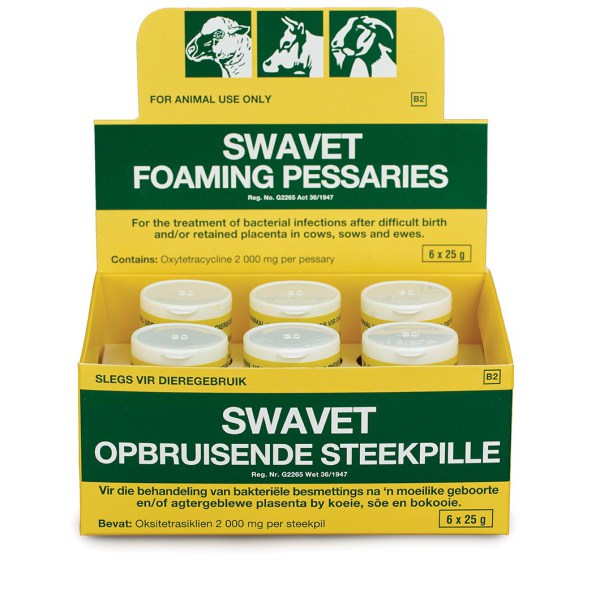 FOR ANIMAL USE ONLY
B2
SWAVET
FOAMING PESSARIES
Reg. No. G2265 Act 36/1947
For the treatment of bacterial infections after difficult birth
and/or retained placenta in cows, sows and ewes.
Contains: Oxytetracycline 2 000 mg per pessary
6 x 25 g
SLEGS VIR DIEREGEBRUIK
B2
SWAVET
OPBRUISENDE STEEKPILLE
Reg. Nr. G2265 Wet 36/1947
Vir die behandeling van bakteriële besmettings na 'n moeilike geboorte
en/of agtergeblewe plasenta by koeie, sôe en bokooie.
Bevat: Oksitetrasiklien 2 000 mg per steekpil
6 x 25 g